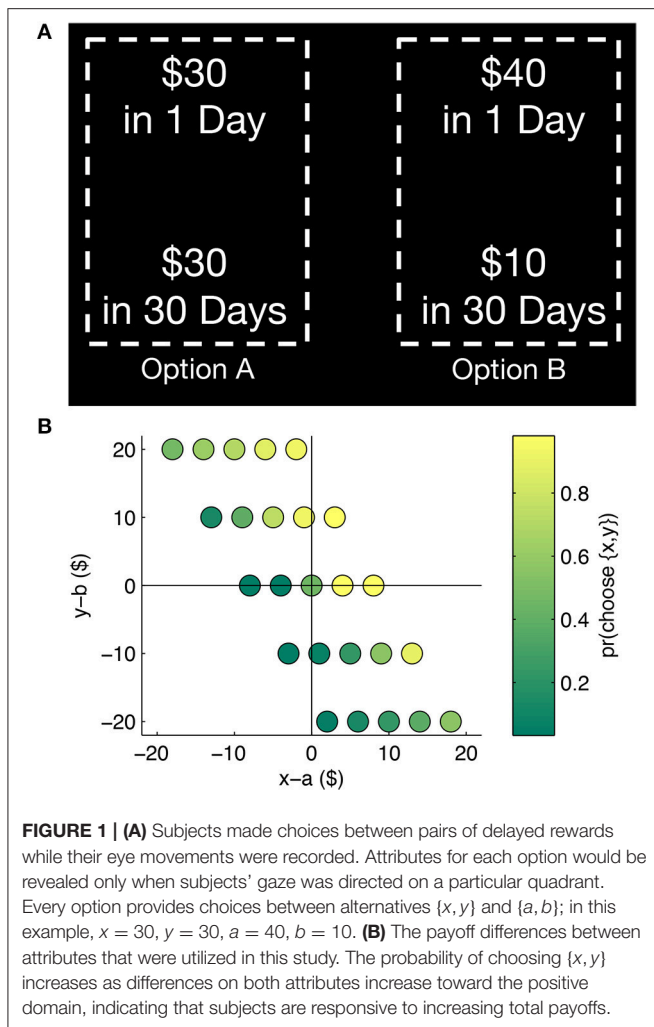 A
$30
in 1 Day
$40
in 1 Day
$30
in 30 Days
$10
in 30 Days
Option A
Option B
B
20
10
0
−10
−20
y−b ($)
−20
−10
0
10
20
x−a ($)
0.8
0.6
0.4
0.2
pr(choose {x,y})
FIGURE 1 | (A) Subjects made choices between pairs of delayed rewards
while their eye movements were recorded. Attributes for each option would be
revealed only when subjects' gaze was directed on a particular quadrant.
Every option provides choices between alternatives {x, y} and {a, b}; in this
example, x = 30, y = 30, a = 40, b = 10. (B) The payoff differences between
attributes that were utilized in this study. The probability of choosing {x, y}
increases as differences on both attributes increase toward the positive
domain, indicating that subjects are responsive to increasing total payoffs.